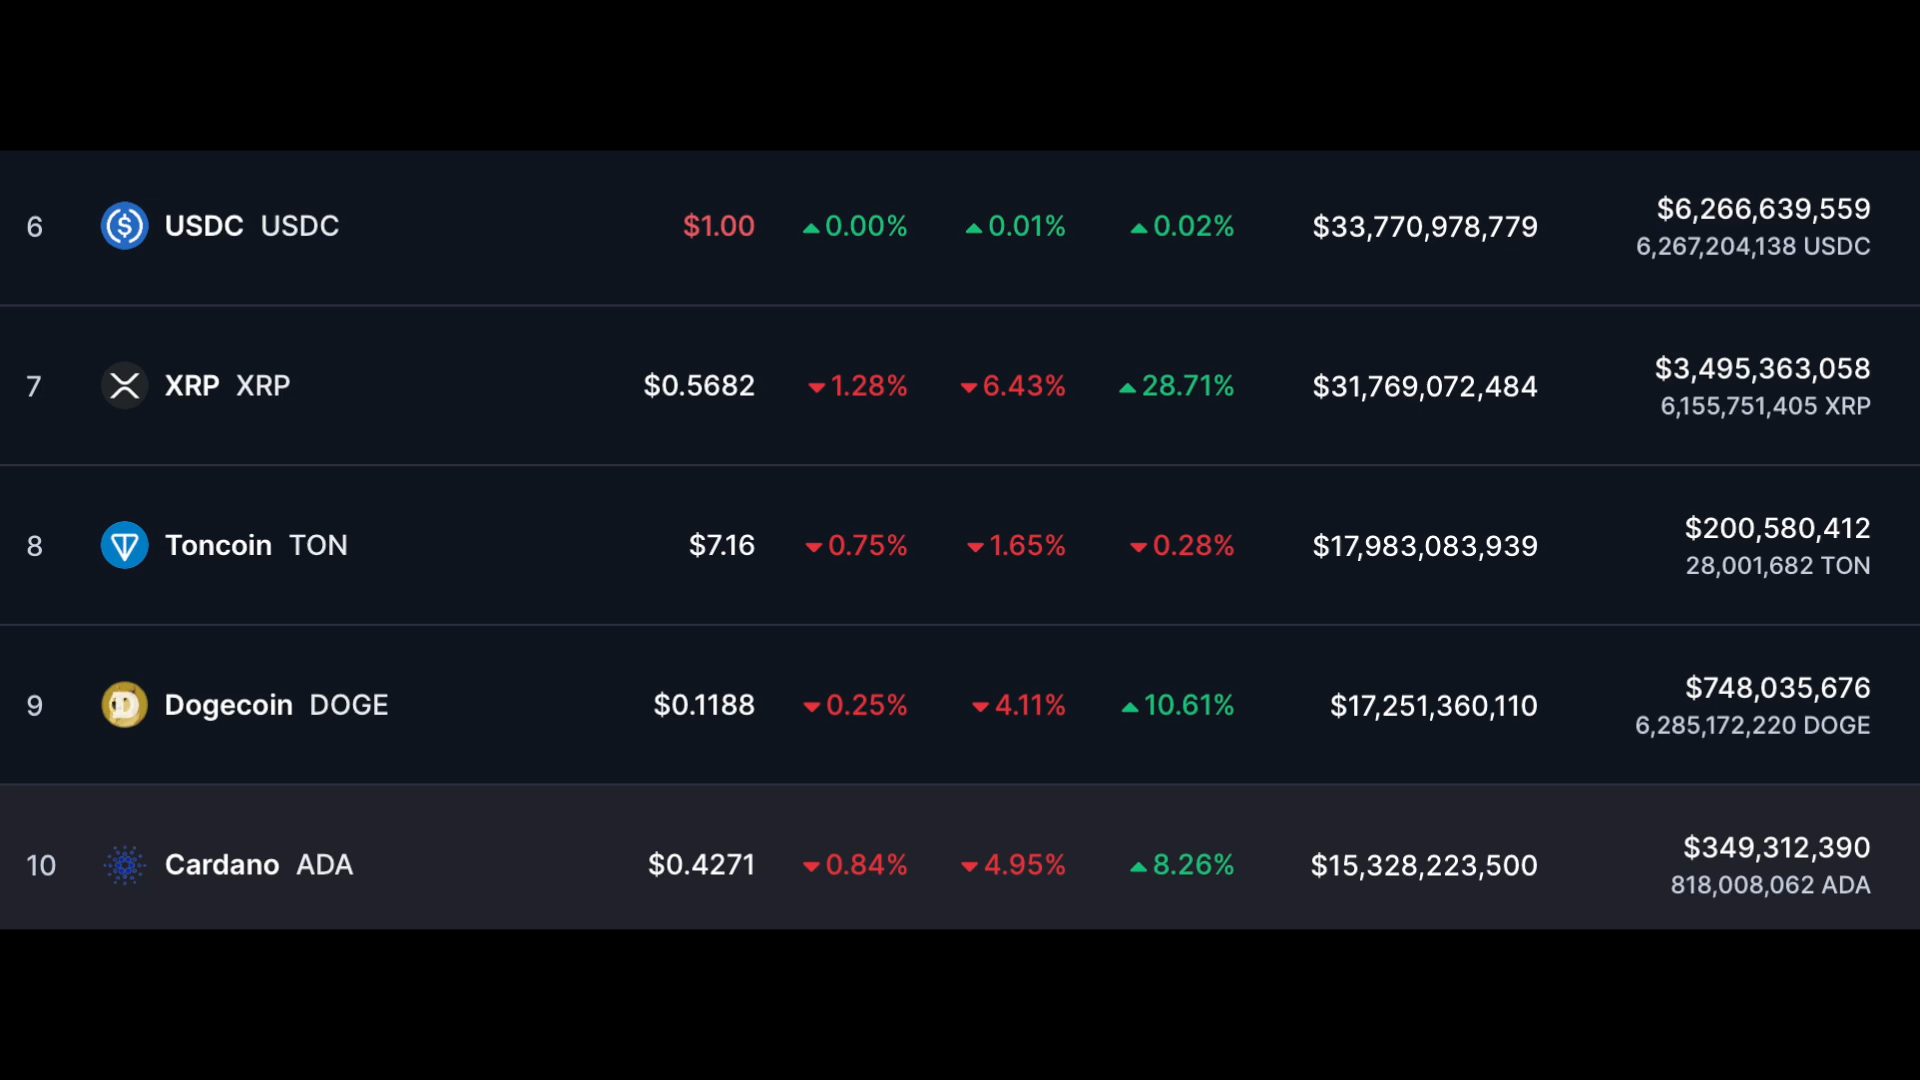 6 USDC USDC $1.00 ▲0.00% ▲0.01% ▲0.02% $33,770,978,779 $6,266,639,559
6,267,204,138 USDC
7 XRP XRP $0.5682 ▼1.28% ▼6.43% ▲28.71% $31,769,072,484 $3,495,363,058
6,155,751,405 XRP
8 Toncoin TON $7.16 ▼0.75% ▼1.65% ▼0.28% $17,983,083,939 $200,580,412
28,001,682 TON
9 Dogecoin DOGE $0.1188 ▼0.25% ▼4.11% ▲10.61% $17,251,360,110 $748,035,676
6,285,172,220 DOGE
10 Cardano ADA $0.4271 ▼0.84% ▼4.95% ▲8.26% $15,328,223,500 $349,312,390
818,008,062 ADA